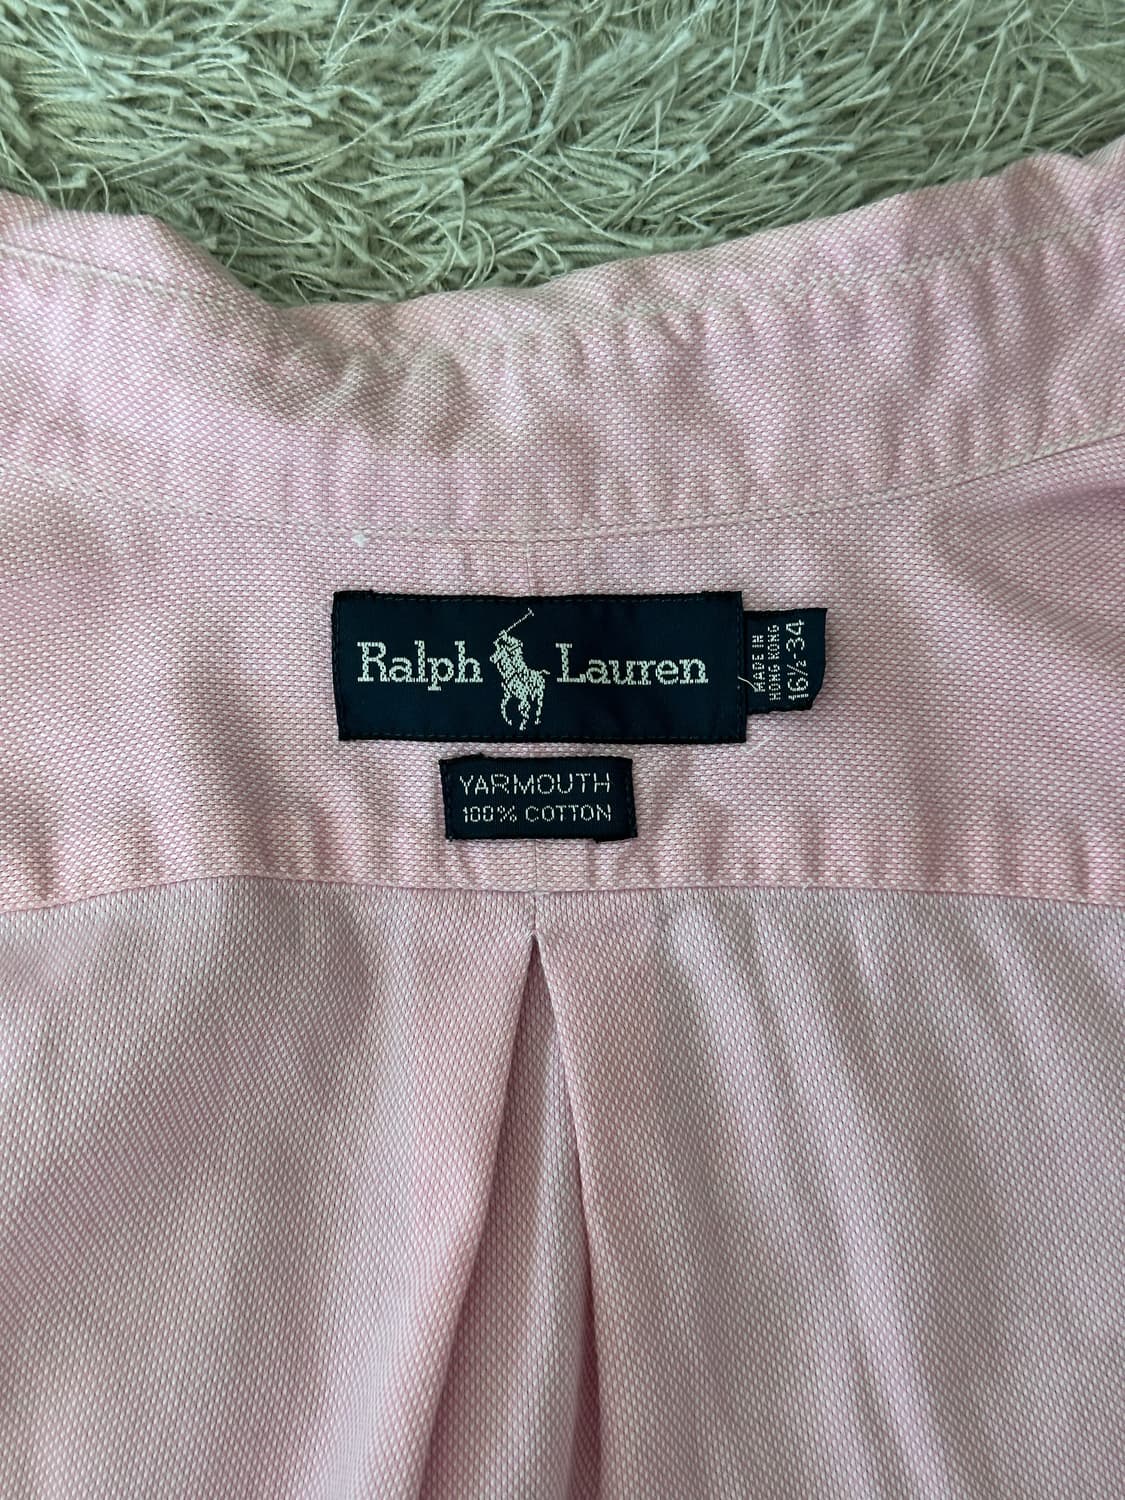 Ralph Lauren
MADE IN
HONG KONG
16½-34
YARMOUTH
100% COTTON